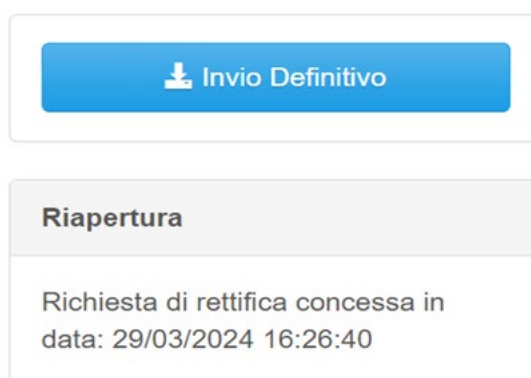 Invio Definitivo
Riapertura
Richiesta di rettifica concessa in
data: 29/03/2024 16:26:40